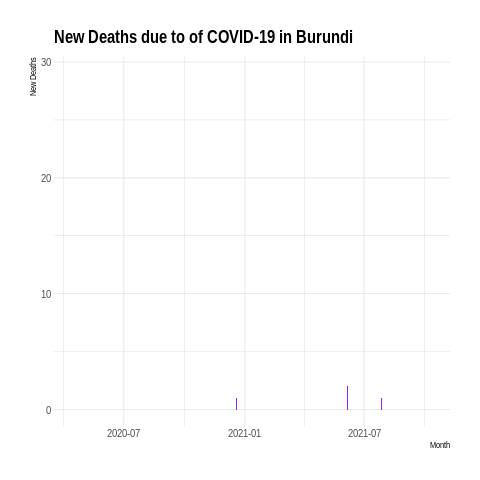 New Deaths due to of COVID-19 in Burundi
New Deaths
30
20
10
0
2020-07
2021-01
2021-07
Month